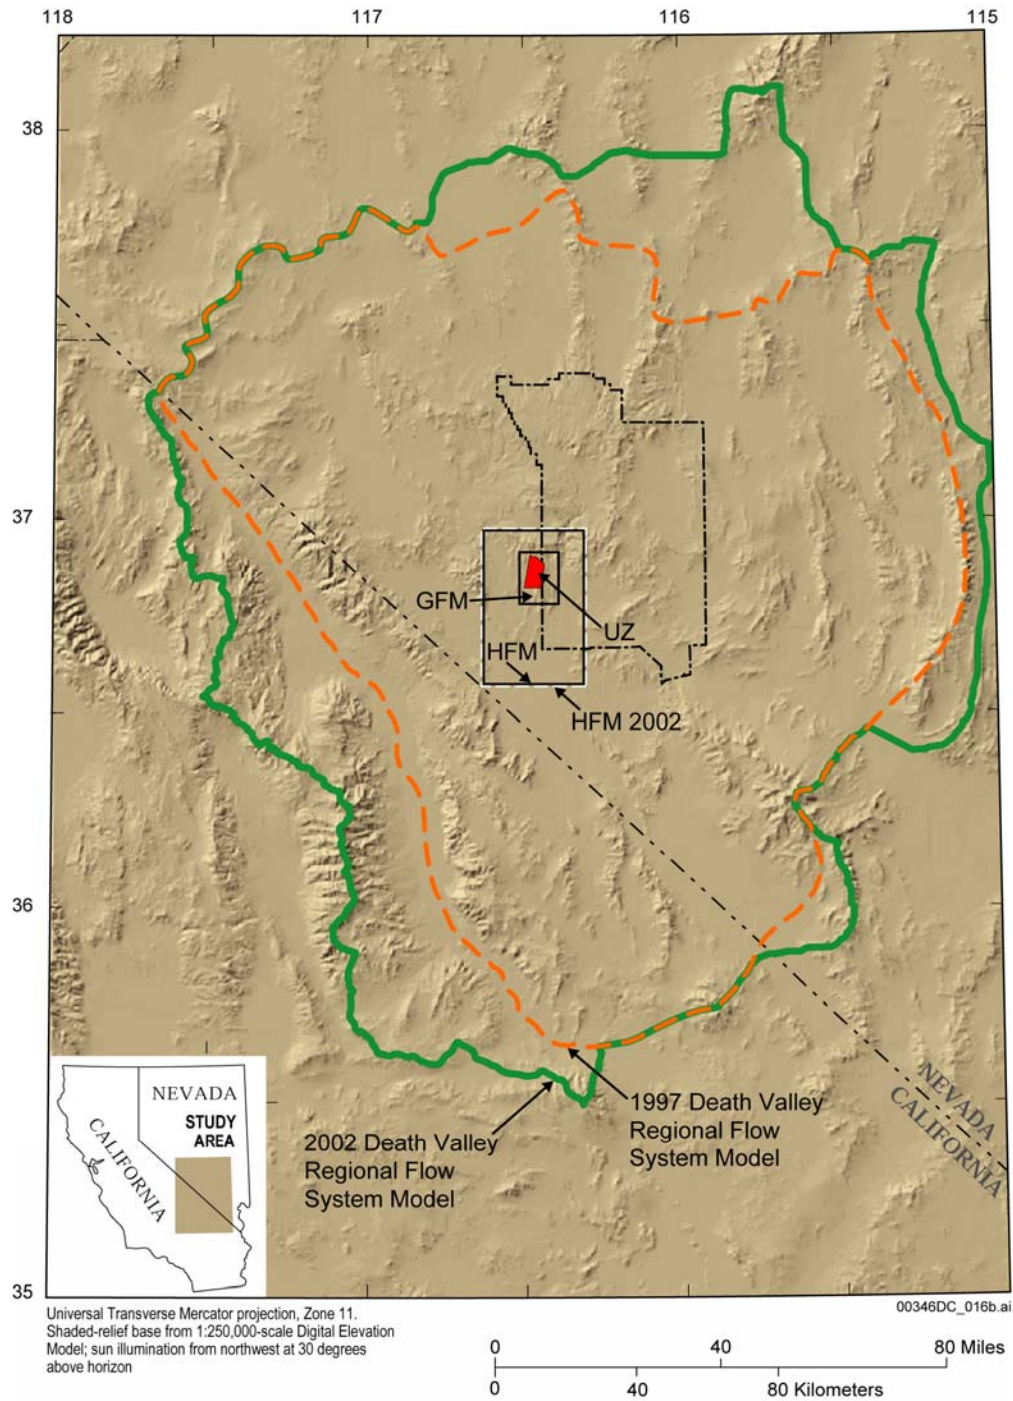 118
117
116
115
38
37
36
35
GFM
UZ
HFM
HFM 2002
1997 Death Valley
Regional Flow
System Model
2002 Death Valley
Regional Flow
System Model
NEVADA
CALIFORNIA
NEVADA
STUDY
AREA
CALIFORNIA
00346DC_016b.ai
Universal Transverse Mercator projection, Zone 11.
Shaded-relief base from 1:250,000-scale Digital Elevation
Model; sun illumination from northwest at 30 degrees
above horizon
0 40 80 Miles
0 40 80 Kilometers